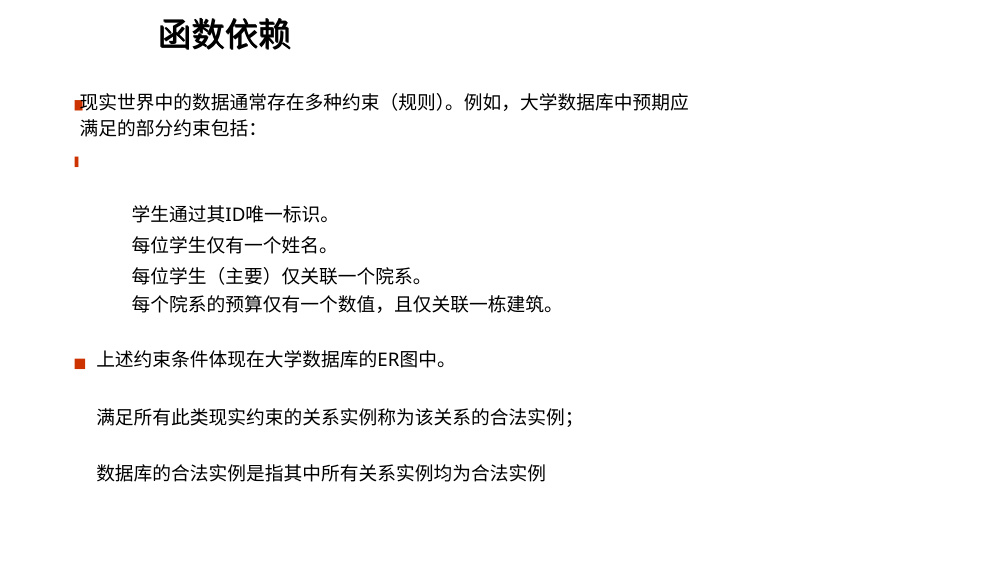 函数依赖
现实世界中的数据通常存在多种约束（规则）。例如，大学数据库中预期应
满足的部分约束包括：
学生通过其ID唯一标识。
每位学生仅有一个姓名。
每位学生（主要）仅关联一个院系。
每个院系的预算仅有一个数值，且仅关联一栋建筑。
上述约束条件体现在大学数据库的ER图中。
满足所有此类现实约束的关系实例称为该关系的合法实例；
数据库的合法实例是指其中所有关系实例均为合法实例